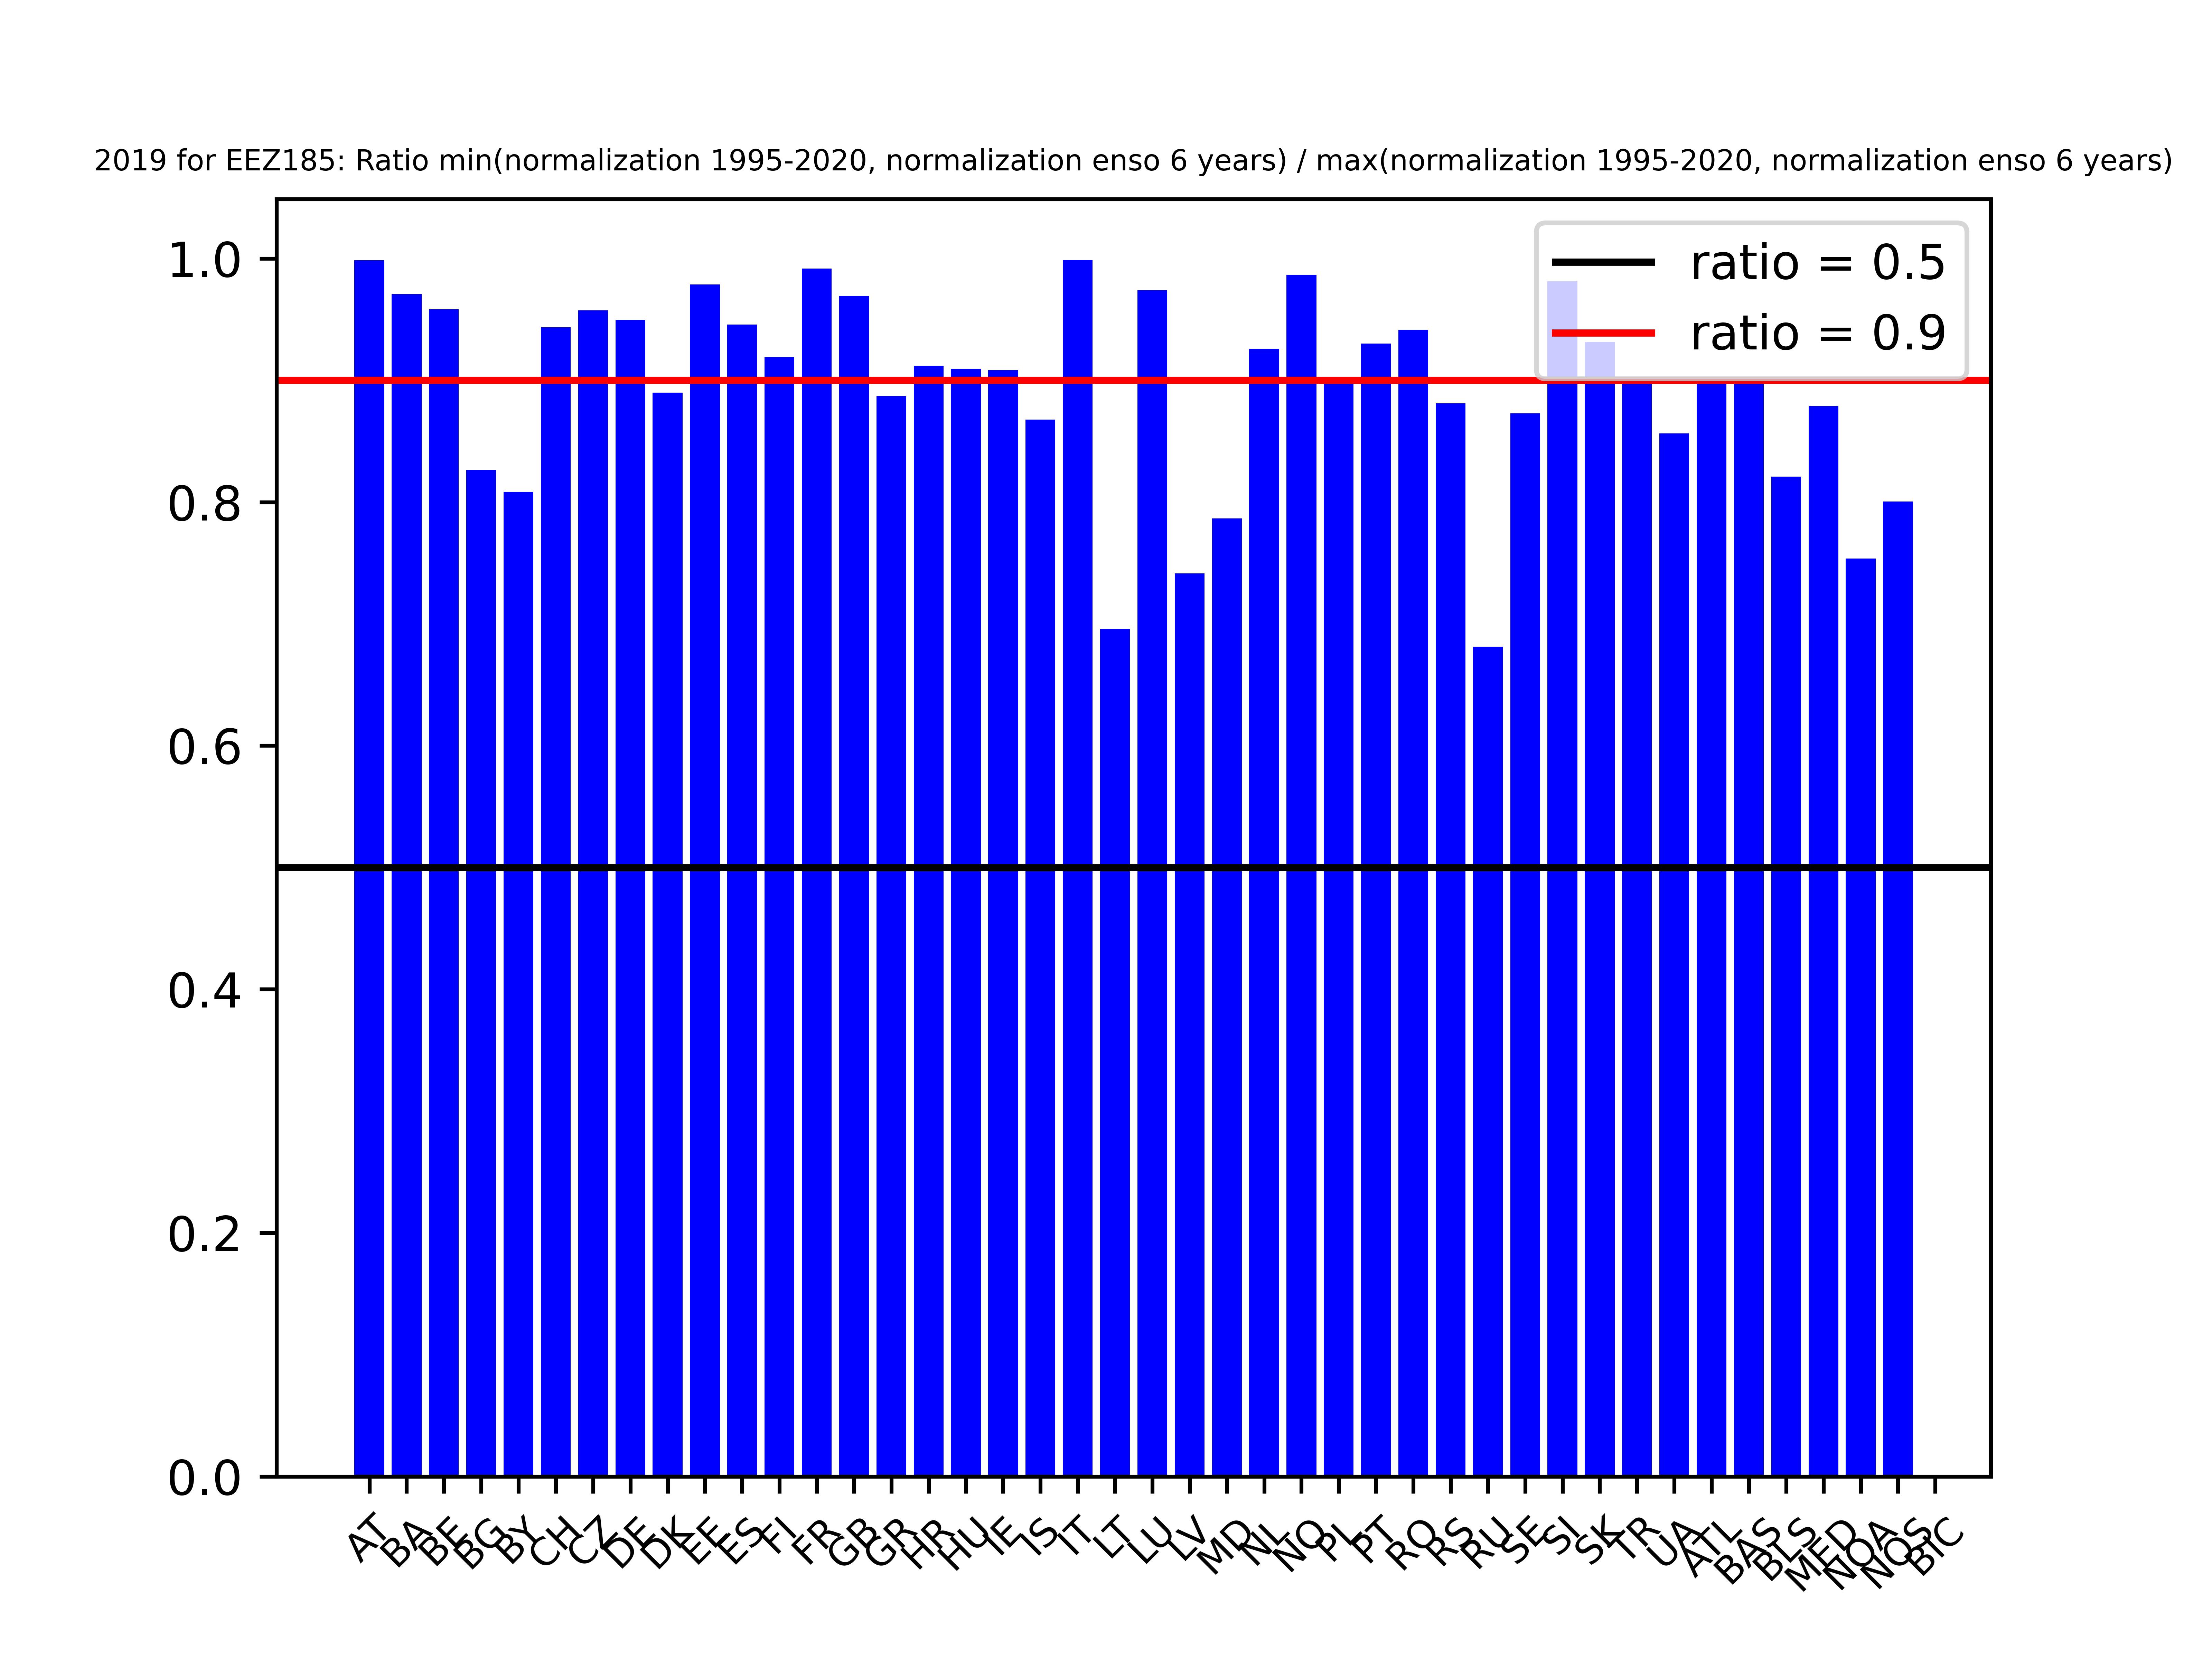 2019 for EEZ185: Ratio min(normalization 1995-2020, normalization enso 6 years) / max(normalization 1995-2020, normalization enso 6 years)
ratio = 0.5
ratio = 0.9
1.0
0.8
0.6
0.4
0.2
0.0
AT BA BE BG BY CH CZ DE DK EE ES FI FR GB GR HR HU IE IS IT LT LU LV MD NL NO PL PT RO RS RU SE SI SK TR UA ATL BAS BLS MED NOA NOS BIC